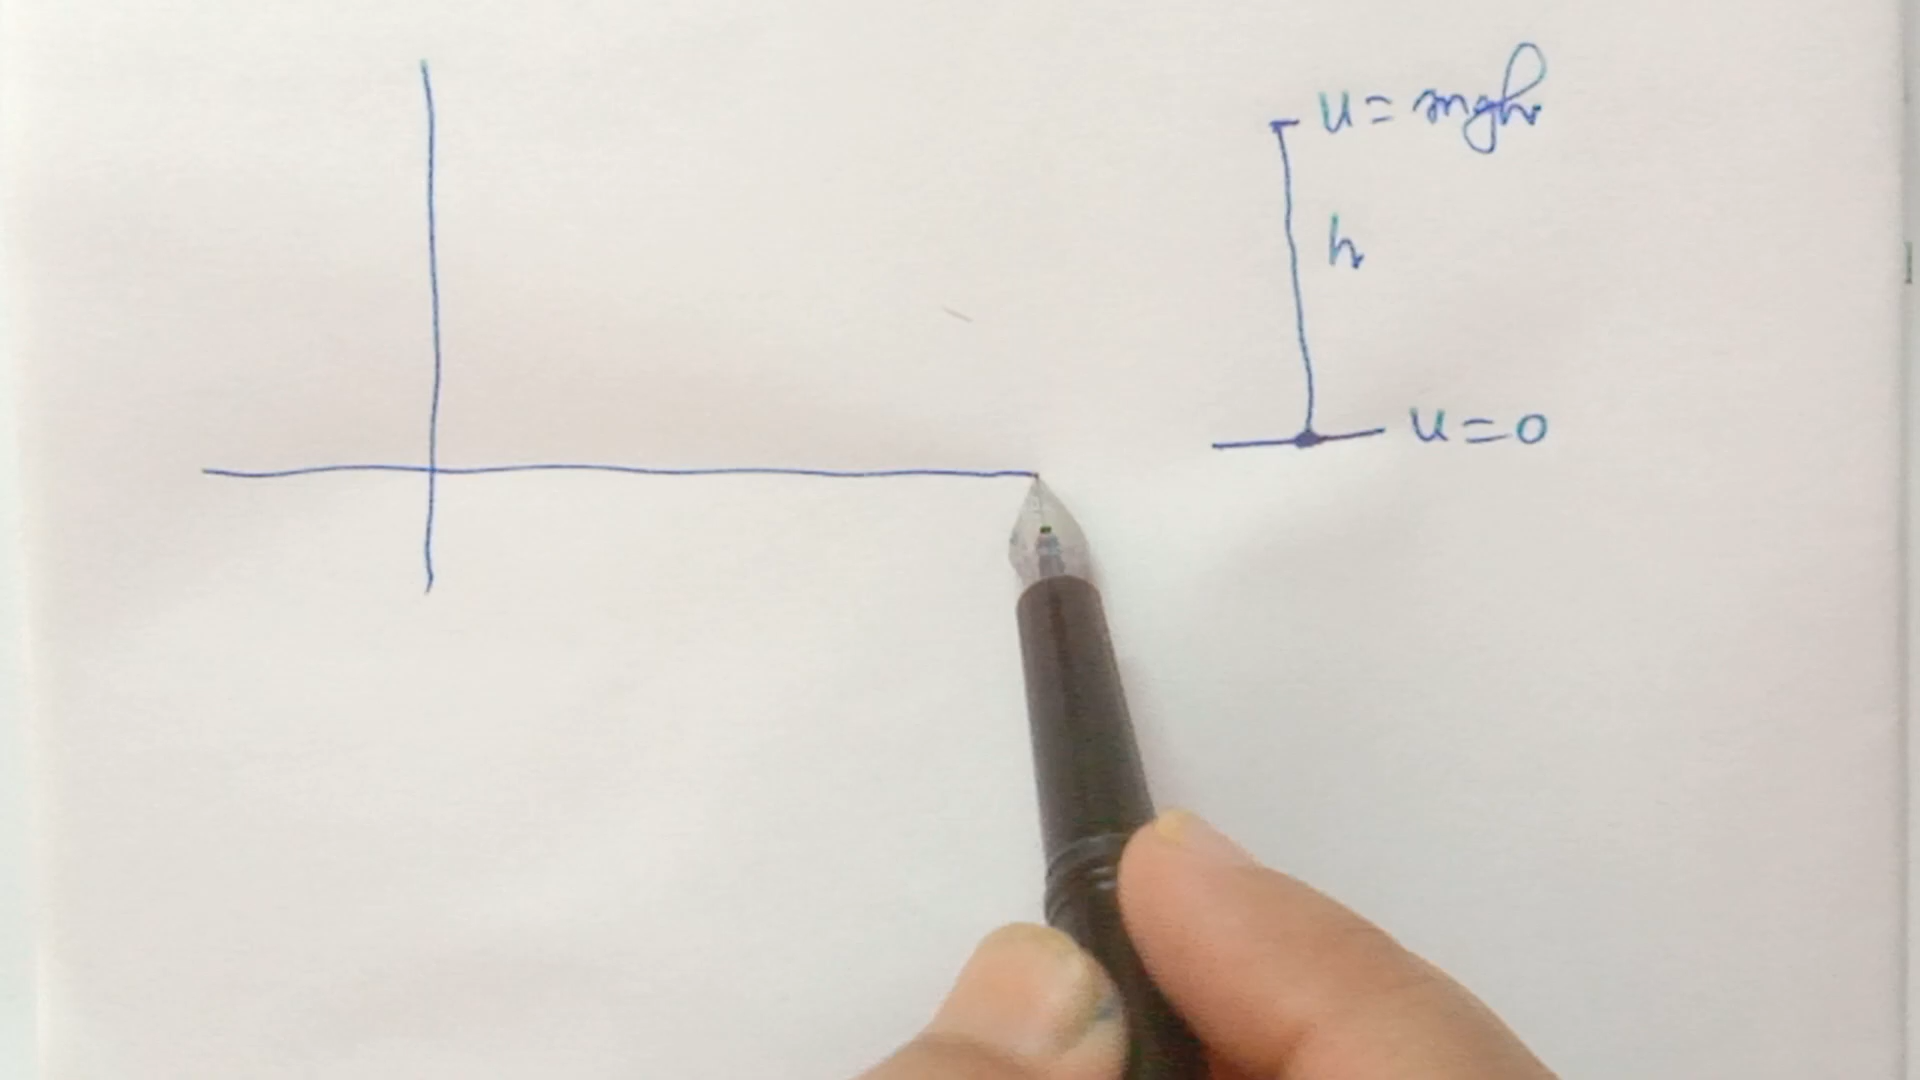 u = mgh
h
u = 0